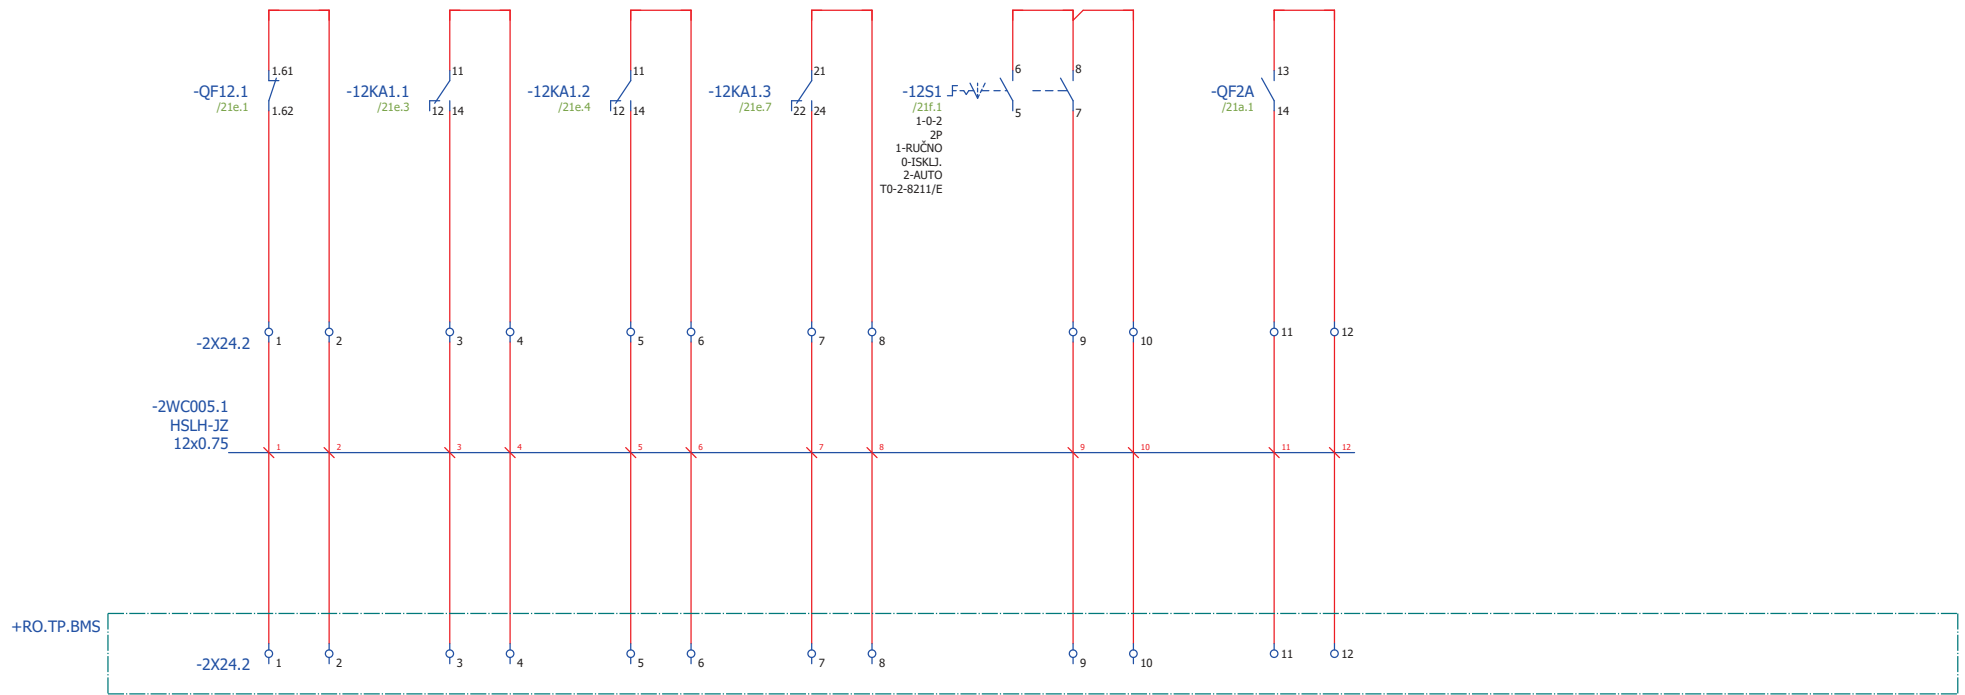 1.61
-QF12.1
/21e.1
1.62
11
-12KA1.1
/21e.3
12 14
11
-12KA1.2
/21e.4
12 14
21
-12KA1.3
/21e.7
22 24
6 8
-12S1
/21f.1
5 7
1-0-2
2P
1-RUČNO
0-ISKLJ.
2-AUTO
T0-2-8211/E
13
-QF2A
/21a.1
14
-2X24.2 1 2 3 4 5 6 7 8 9 10 11 12
-2WC005.1
HSLH-JZ
12x0.75
1 2 3 4 5 6 7 8 9 10 11 12
+RO.TP.BMS
-2X24.2 1 2 3 4 5 6 7 8 9 10 11 12